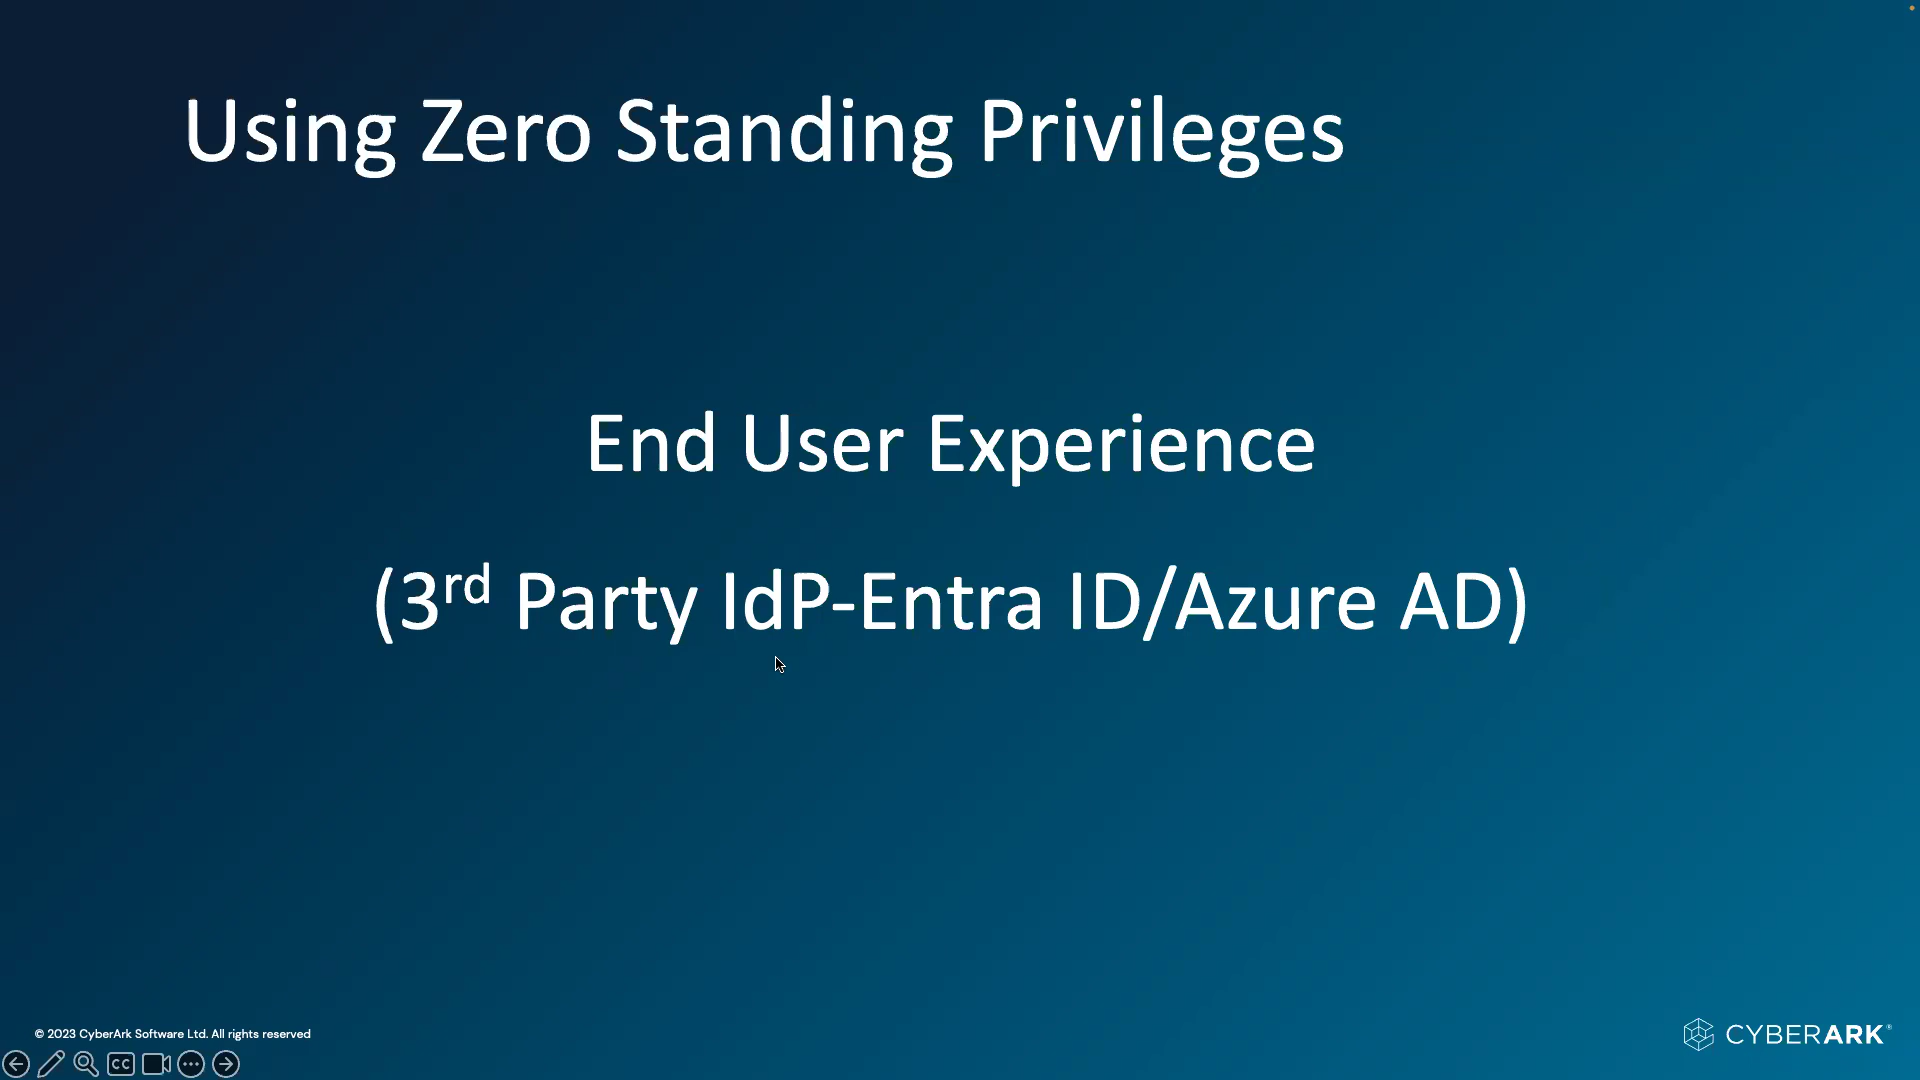 Using Zero Standing Privileges
End User Experience
(3rd Party IdP-Entra ID/Azure AD)
© 2023 CyberArk Software Ltd. All rights reserved
CYBERARK®
CC